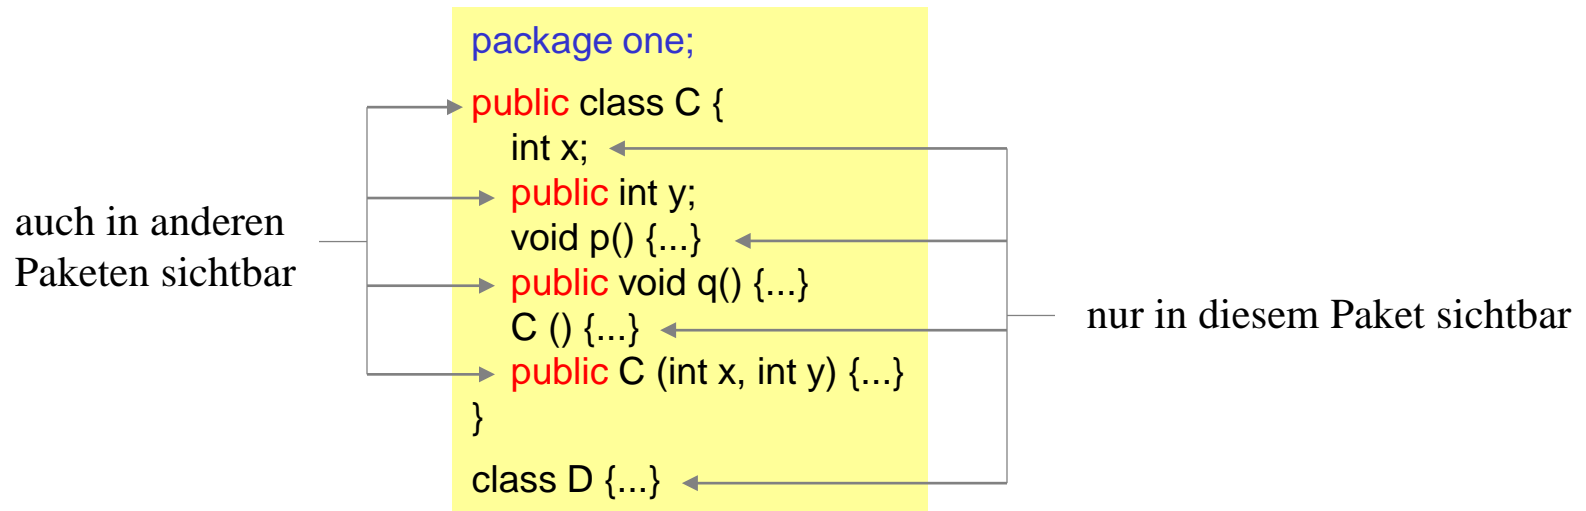 package one;
public class C {
int x;
public int y;
void p() {...}
public void q() {...}
C () {...}
public C (int x, int y) {...}
}
class D {...}
auch in anderen
Paketen sichtbar
nur in diesem Paket sichtbar